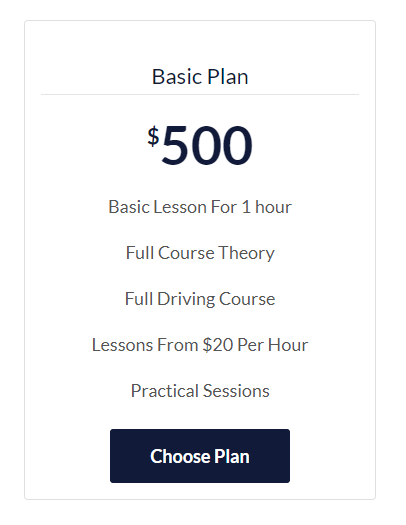 Basic Plan
$500
Basic Lesson For 1 hour
Full Course Theory
Full Driving Course
Lessons From $20 Per Hour
Practical Sessions
Choose Plan